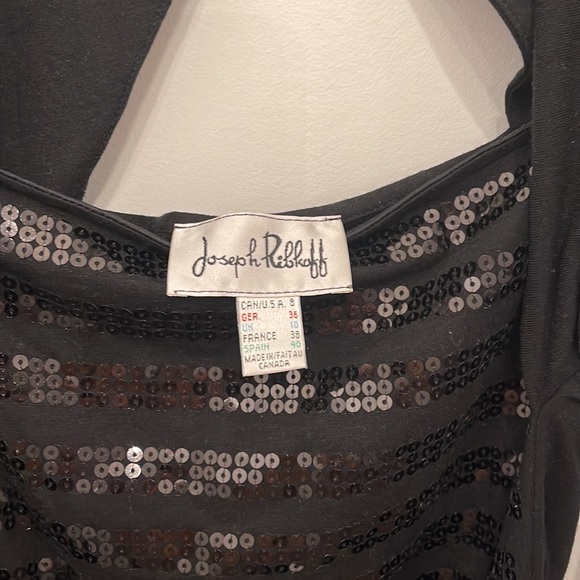 Joseph Ribkoff
CAN/U.S.A. 8
GER. 36
UK 10
FRANCE 38
SPAIN 40
MADE IN/FAIT AU
CANADA